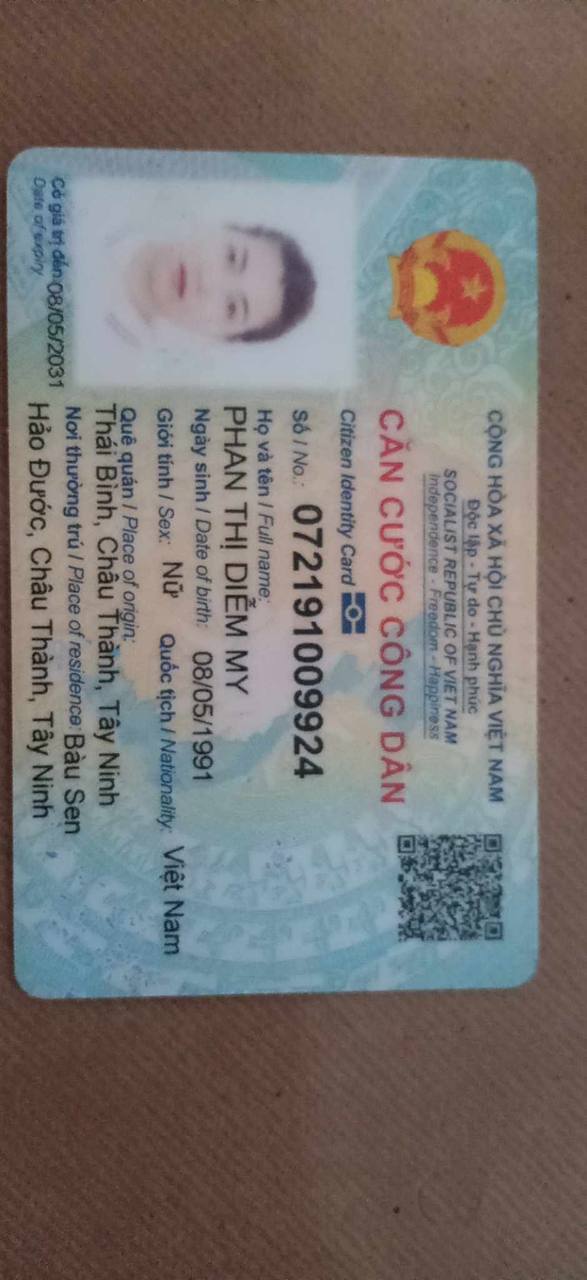 CỘNG HÒA XÃ HỘI CHỦ NGHĨA VIỆT NAM
Độc lập - Tự do - Hạnh phúc
SOCIALIST REPUBLIC OF VIET NAM
Independence - Freedom - Happiness
CĂN CƯỚC CÔNG DÂN
Citizen Identity Card
Số / No.: 072191009924
Họ và tên / Full name:
PHAN THỊ DIỄM MY
Ngày sinh / Date of birth: 08/05/1991
Giới tính / Sex: Nữ Quốc tịch / Nationality: Việt Nam
Quê quán / Place of origin:
Thái Bình, Châu Thành, Tây Ninh
Nơi thường trú / Place of residence: Bàu Sen
Hảo Đước, Châu Thành, Tây Ninh
Có giá trị đến: 08/05/2031
Date of expiry